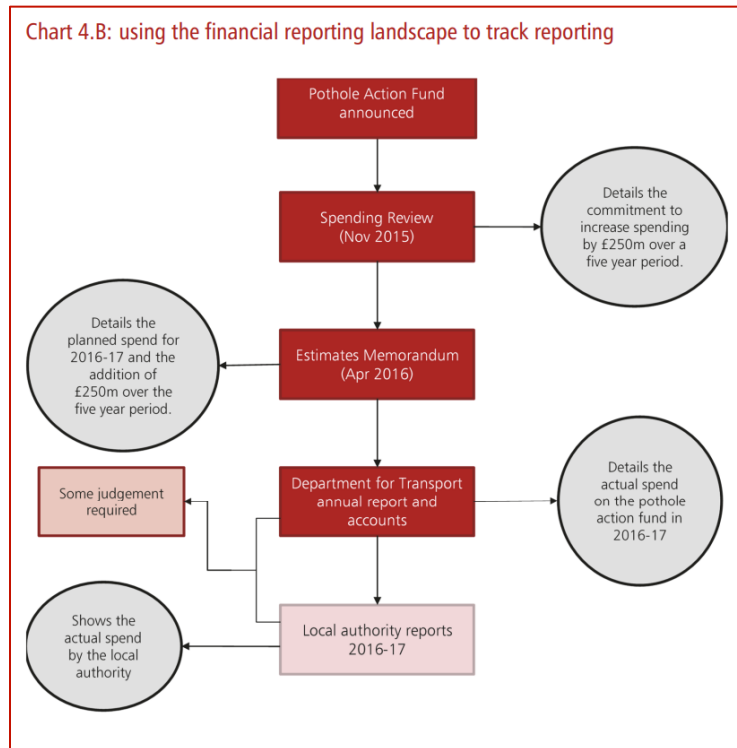 Chart 4.B: using the financial reporting landscape to track reporting
Pothole Action Fund
announced
Spending Review
(Nov 2015)
Details the
commitment to
increase spending
by £250m over a
five year period.
Details the
planned spend for
2016-17 and the
addition of
£250m over the
five year period.
Estimates Memorandum
(Apr 2016)
Some judgement
required
Department for Transport
annual report and
accounts
Details the
actual spend
on the pothole
action fund in
2016-17
Shows the
actual spend
by the local
authority
Local authority reports
2016-17